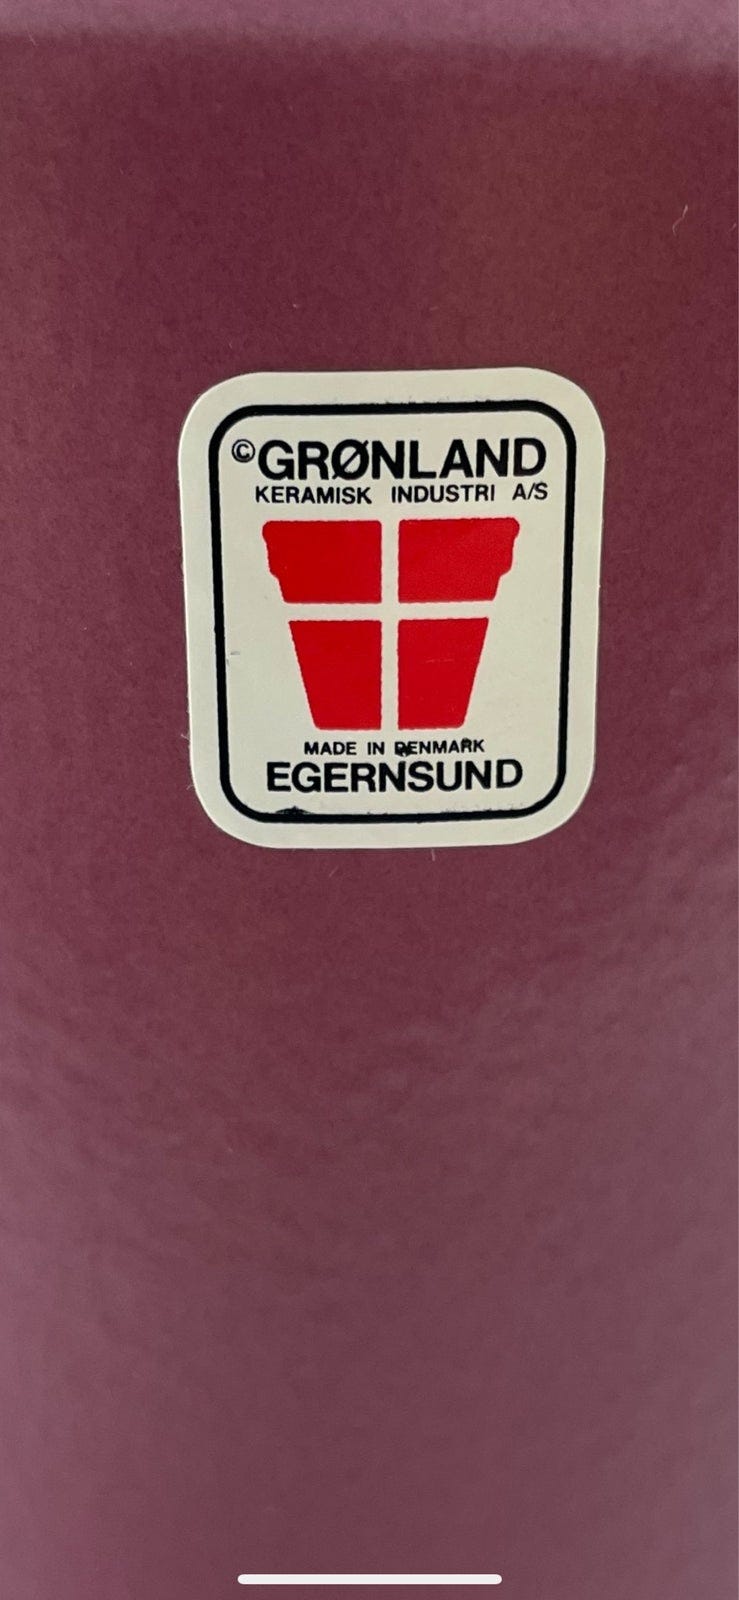 ©GRØNLAND
KERAMISK INDUSTRI A/S
MADE IN DENMARK
EGERNSUND